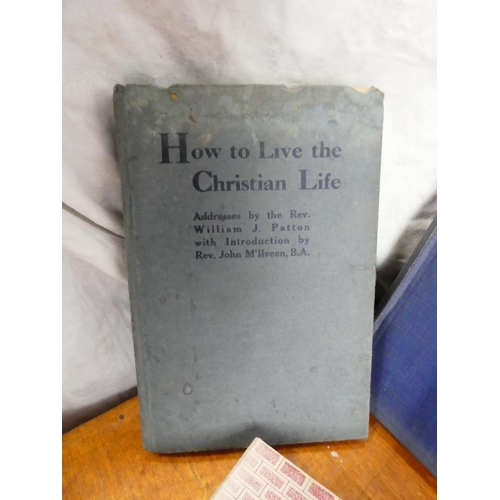 How to Live the
Christian Life
Addresses by the Rev.
William J. Patton
with Introduction by
Rev. John M'Ilveen, B.A.